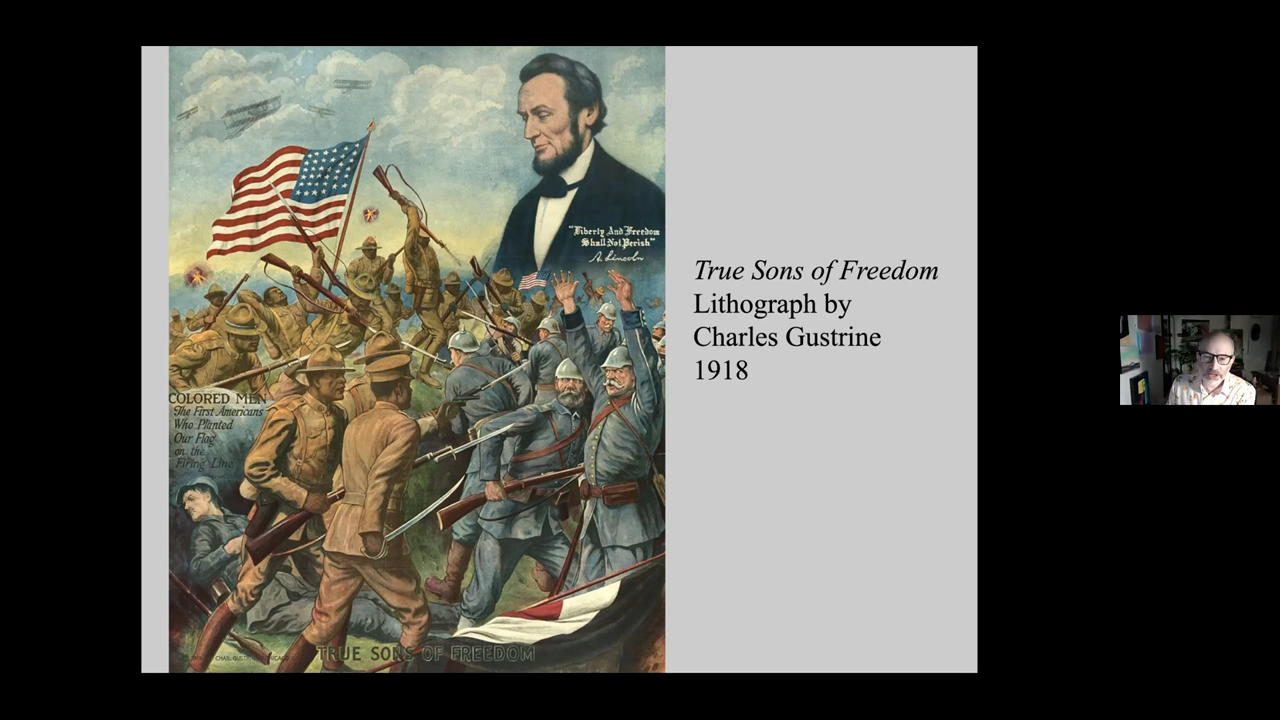 "Liberty And Freedom
Shall Not Perish"
A. Lincoln
COLORED MEN
The First Americans
Who Planted
Our Flag
on the
Firing Line
TRUE SONS OF FREEDOM
True Sons of Freedom
Lithograph by
Charles Gustrine
1918